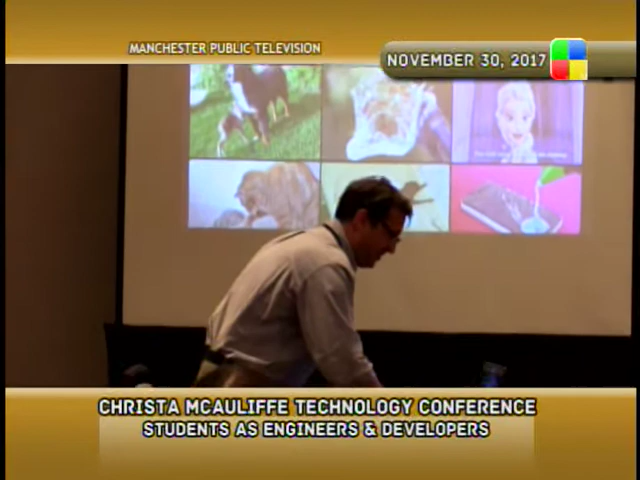 MANCHESTER PUBLIC TELEVISION
NOVEMBER 30, 2017
CHRISTA MCAULIFFE TECHNOLOGY CONFERENCE
STUDENTS AS ENGINEERS & DEVELOPERS